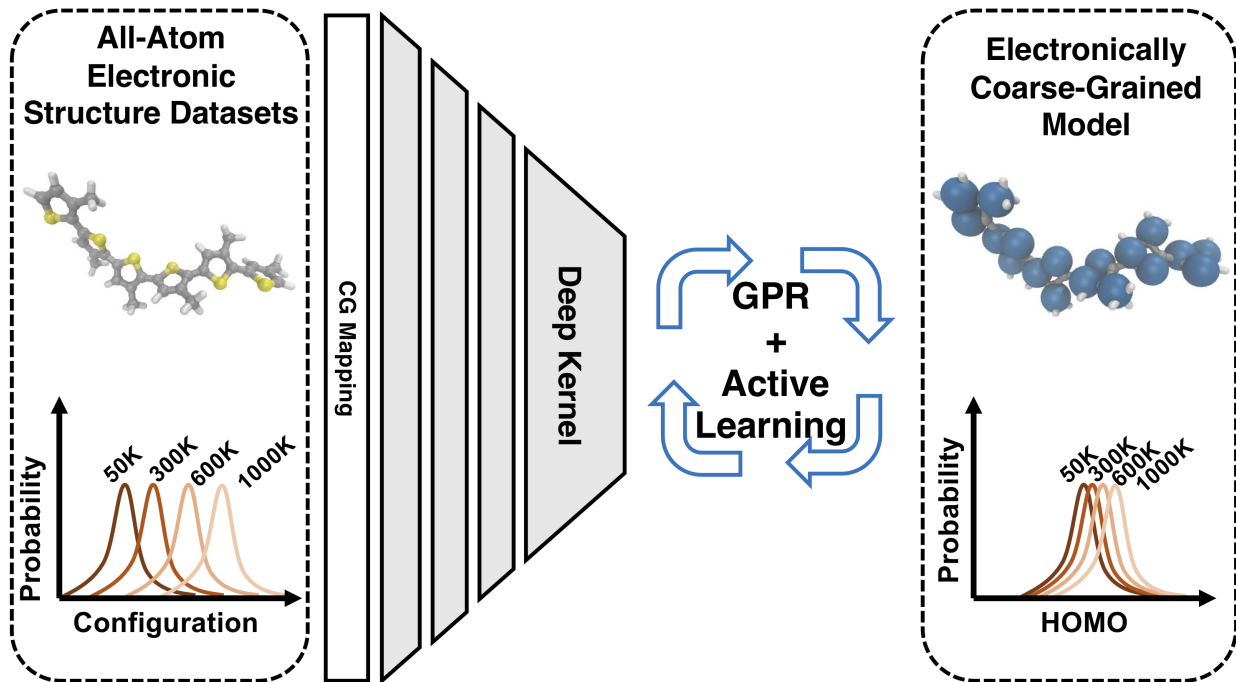 All-Atom
Electronic
Structure Datasets
50K
300K
600K
1000K
Probability
Configuration
CG Mapping
Deep Kernel
GPR
+
Active
Learning
Electronically
Coarse-Grained
Model
50K
300K
600K
1000K
Probability
HOMO